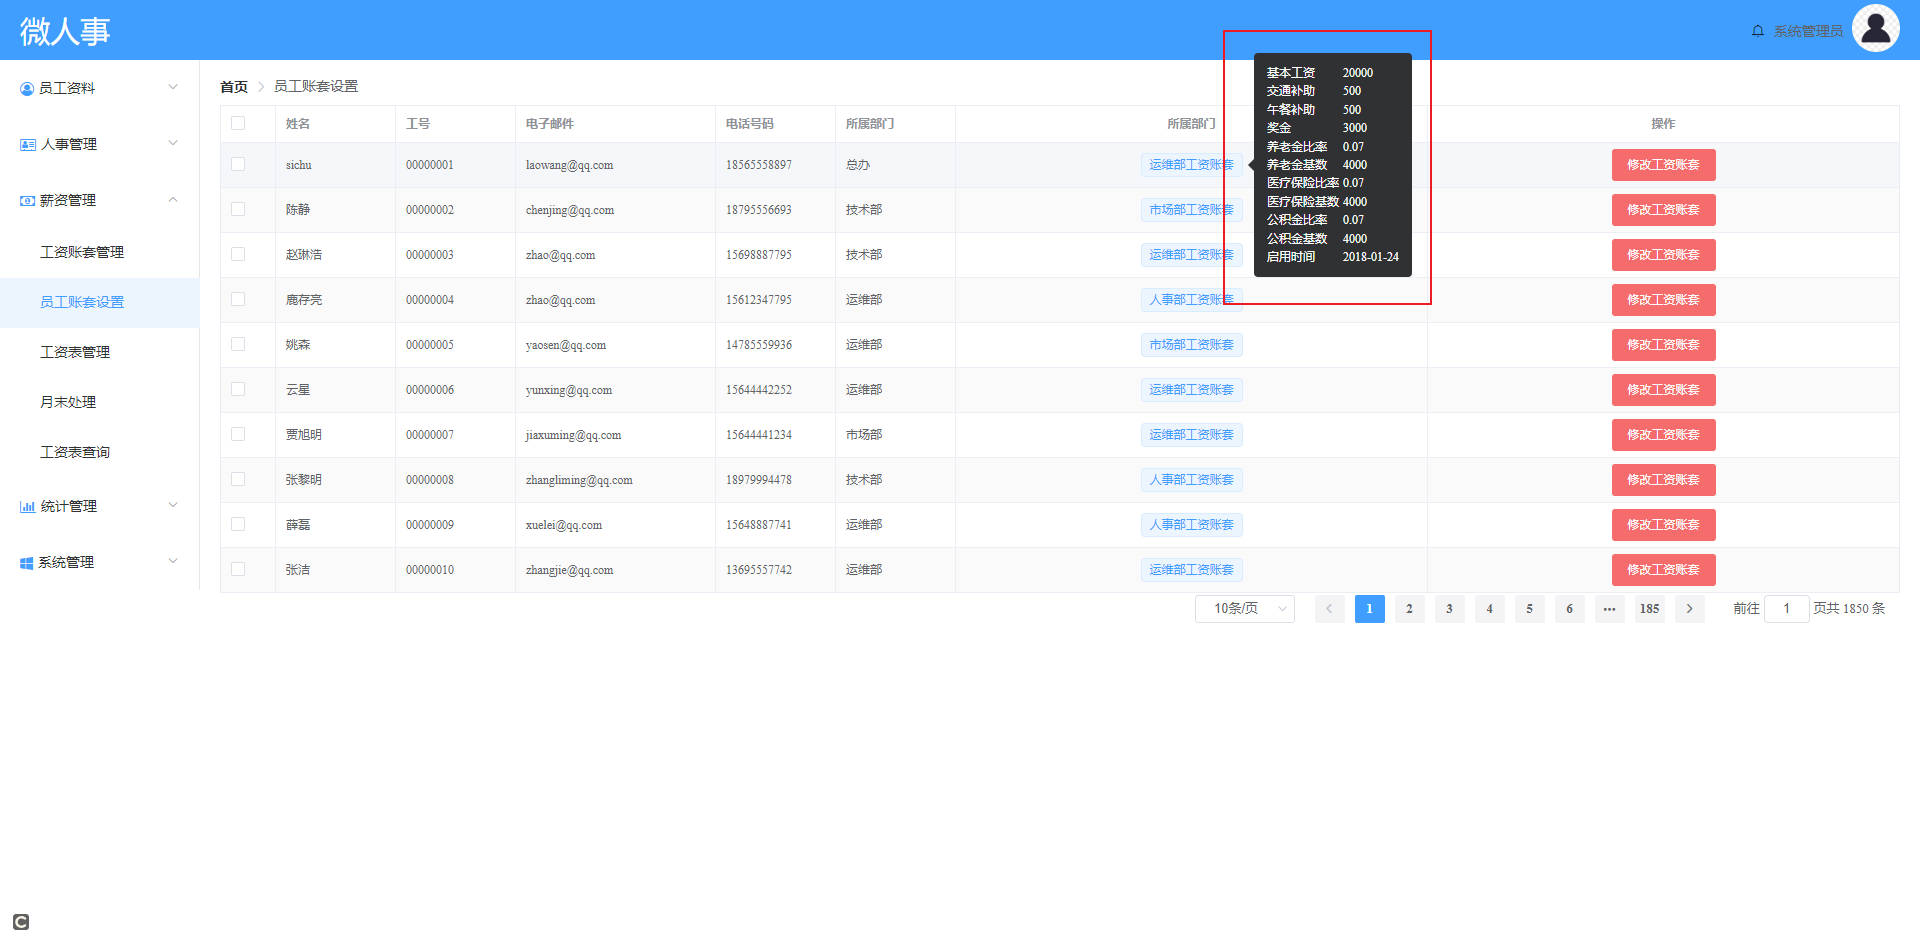 微人事
系统管理员
员工资料
人事管理
薪资管理
工资账套管理
员工账套设置
工资表管理
月末处理
工资表查询
统计管理
系统管理
首页 员工账套设置
姓名 工号 电子邮件 电话号码 所属部门 所属部门 操作
sichu 00000001 laowang@qq.com 18565558897 总办 运维部工资账套 修改工资账套
陈静 00000002 chenjing@qq.com 18795556693 技术部 市场部工资账套 修改工资账套
赵琳浩 00000003 zhao@qq.com 15698887795 技术部 运维部工资账套 修改工资账套
鹿存亮 00000004 zhao@qq.com 15612347795 运维部 人事部工资账套 修改工资账套
姚森 00000005 yaosen@qq.com 14785559936 运维部 市场部工资账套 修改工资账套
云星 00000006 yunxing@qq.com 15644442252 运维部 运维部工资账套 修改工资账套
贾旭明 00000007 jiaxuming@qq.com 15644441234 市场部 运维部工资账套 修改工资账套
张黎明 00000008 zhangliming@qq.com 18979994478 技术部 人事部工资账套 修改工资账套
薛磊 00000009 xuelei@qq.com 15648887741 运维部 人事部工资账套 修改工资账套
张洁 00000010 zhangjie@qq.com 13695557742 运维部 运维部工资账套 修改工资账套
基本工资 20000
交通补助 500
午餐补助 500
奖金 3000
养老金比率 0.07
养老金基数 4000
医疗保险比率 0.07
医疗保险基数 4000
公积金比率 0.07
公积金基数 4000
启用时间 2018-01-24
10条/页 1 2 3 4 5 6 ••• 185 前往 1 页共 1850 条
C